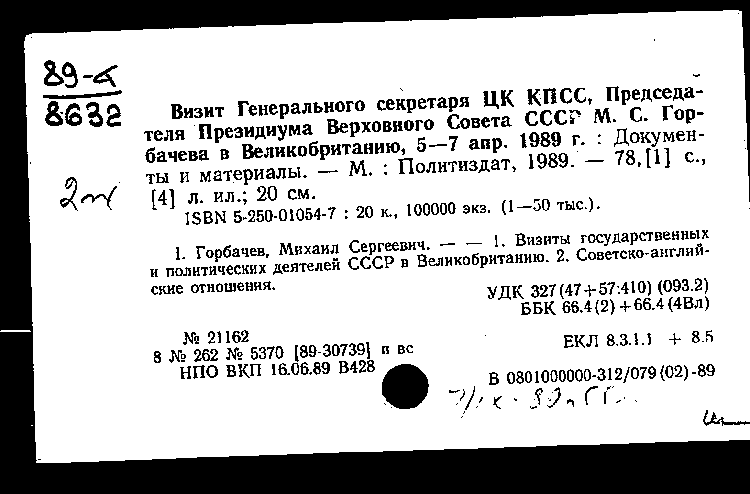 89-
8632
Визит Генерального секретаря ЦК КПСС, Председа-
теля Президиума Верховного Совета СССР М. С. Гор-
бачева в Великобританию, 5—7 апр. 1989 г. : Докумен-
ты и материалы. — М. : Политиздат, 1989. — 78,[1] с.,
[4] л. ил.; 20 см.
ISBN 5-250-01054-7 : 20 к., 100000 экз. (1—50 тыс.).
1. Горбачев, Михаил Сергеевич. — — 1. Визиты государственных
и политических деятелей СССР в Великобританию. 2. Советско-англий-
ские отношения.
УДК 327(47+57:410)(093.2)
ББК 66.4(2)+66.4(4Вл)
№ 21162
8 № 262 № 5370 [89-30739] п вс
НПО ВКП 16.06.89 В428
ЕКЛ 8.3.1.1 + 8.5
В 0801000000-312/079(02)-89